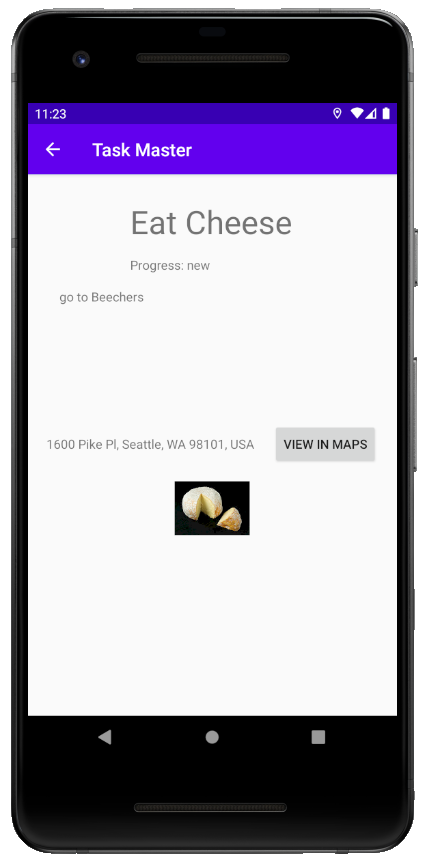 11:23
Task Master
Eat Cheese
Progress: new
go to Beechers
1600 Pike Pl, Seattle, WA 98101, USA
VIEW IN MAPS